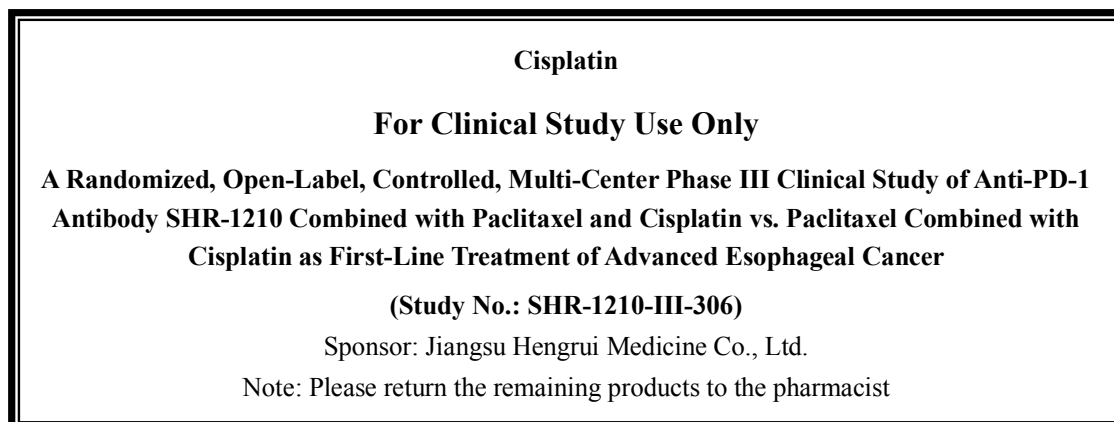 Cisplatin
For Clinical Study Use Only
A Randomized, Open-Label, Controlled, Multi-Center Phase III Clinical Study of Anti-PD-1
Antibody SHR-1210 Combined with Paclitaxel and Cisplatin vs. Paclitaxel Combined with
Cisplatin as First-Line Treatment of Advanced Esophageal Cancer
(Study No.: SHR-1210-III-306)
Sponsor: Jiangsu Hengrui Medicine Co., Ltd.
Note: Please return the remaining products to the pharmacist